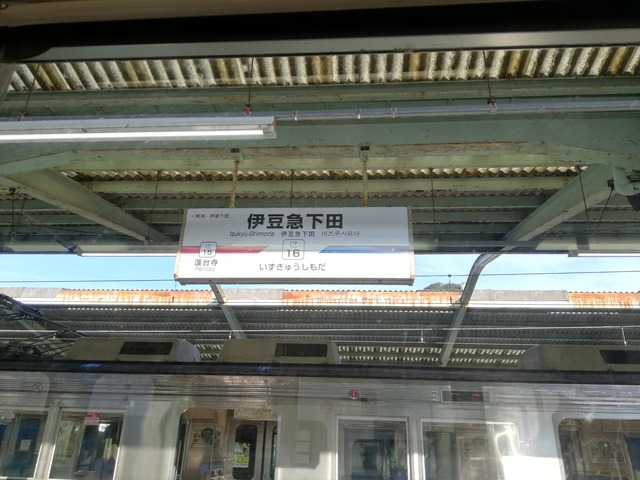 伊豆急下田
Izukyū-Shimoda 伊豆急下田 이즈큐시모다
IZ
15
IZ
16
蓮台寺
Rendaiji
いずきゅうしもだ